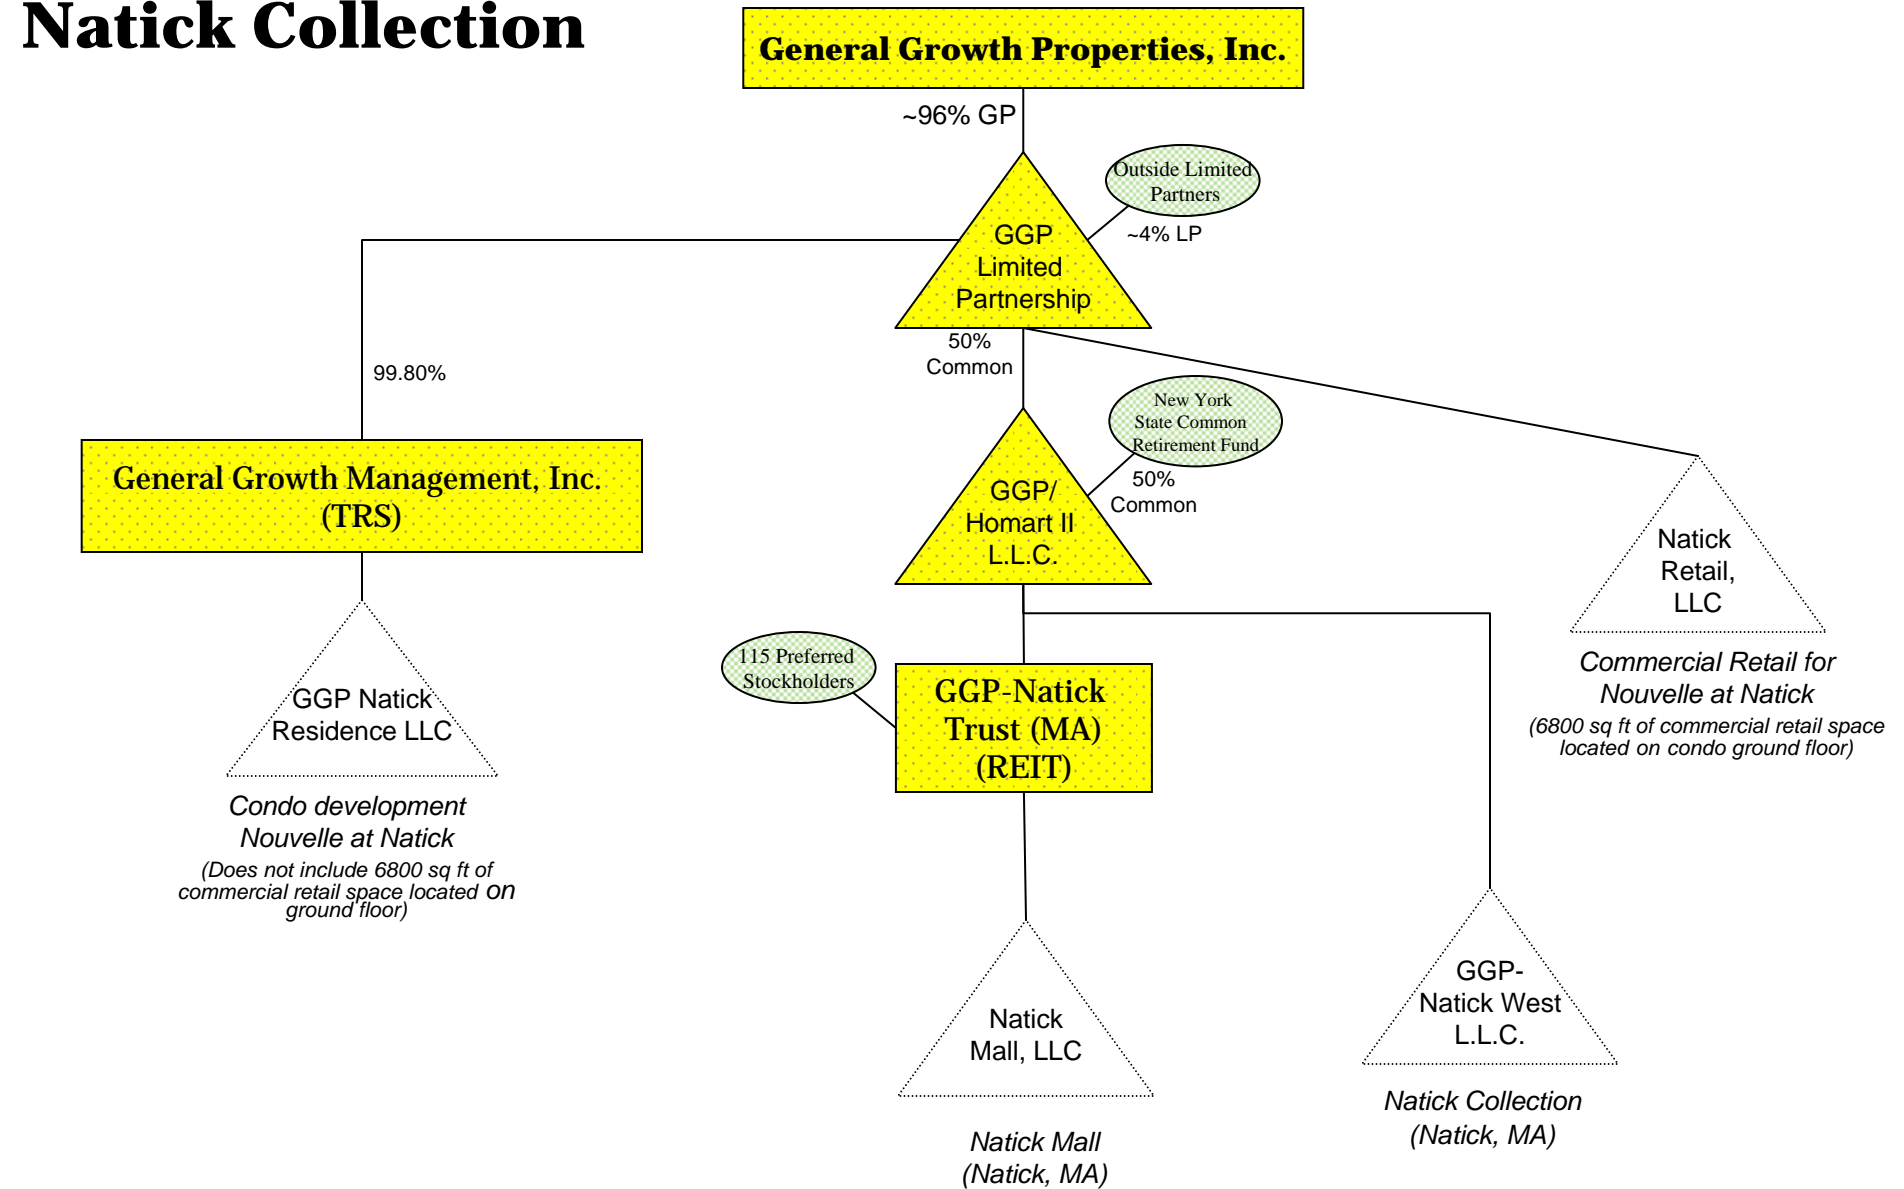 Natick Collection
General Growth Properties, Inc.
~96% GP
Outside Limited
Partners
~4% LP
GGP
Limited
Partnership
50%
Common
99.80%
New York
State Common
Retirement Fund
50%
Common
General Growth Management, Inc.
(TRS)
GGP/
Homart II
L.L.C.
Natick
Retail,
LLC
Commercial Retail for
Nouvelle at Natick
(6800 sq ft of commercial retail space
located on condo ground floor)
115 Preferred
Stockholders
GGP-Natick
Trust (MA)
(REIT)
GGP Natick
Residence LLC
Condo development
Nouvelle at Natick
(Does not include 6800 sq ft of
commercial retail space located on
ground floor)
Natick
Mall, LLC
Natick Mall
(Natick, MA)
GGP-
Natick West
L.L.C.
Natick Collection
(Natick, MA)